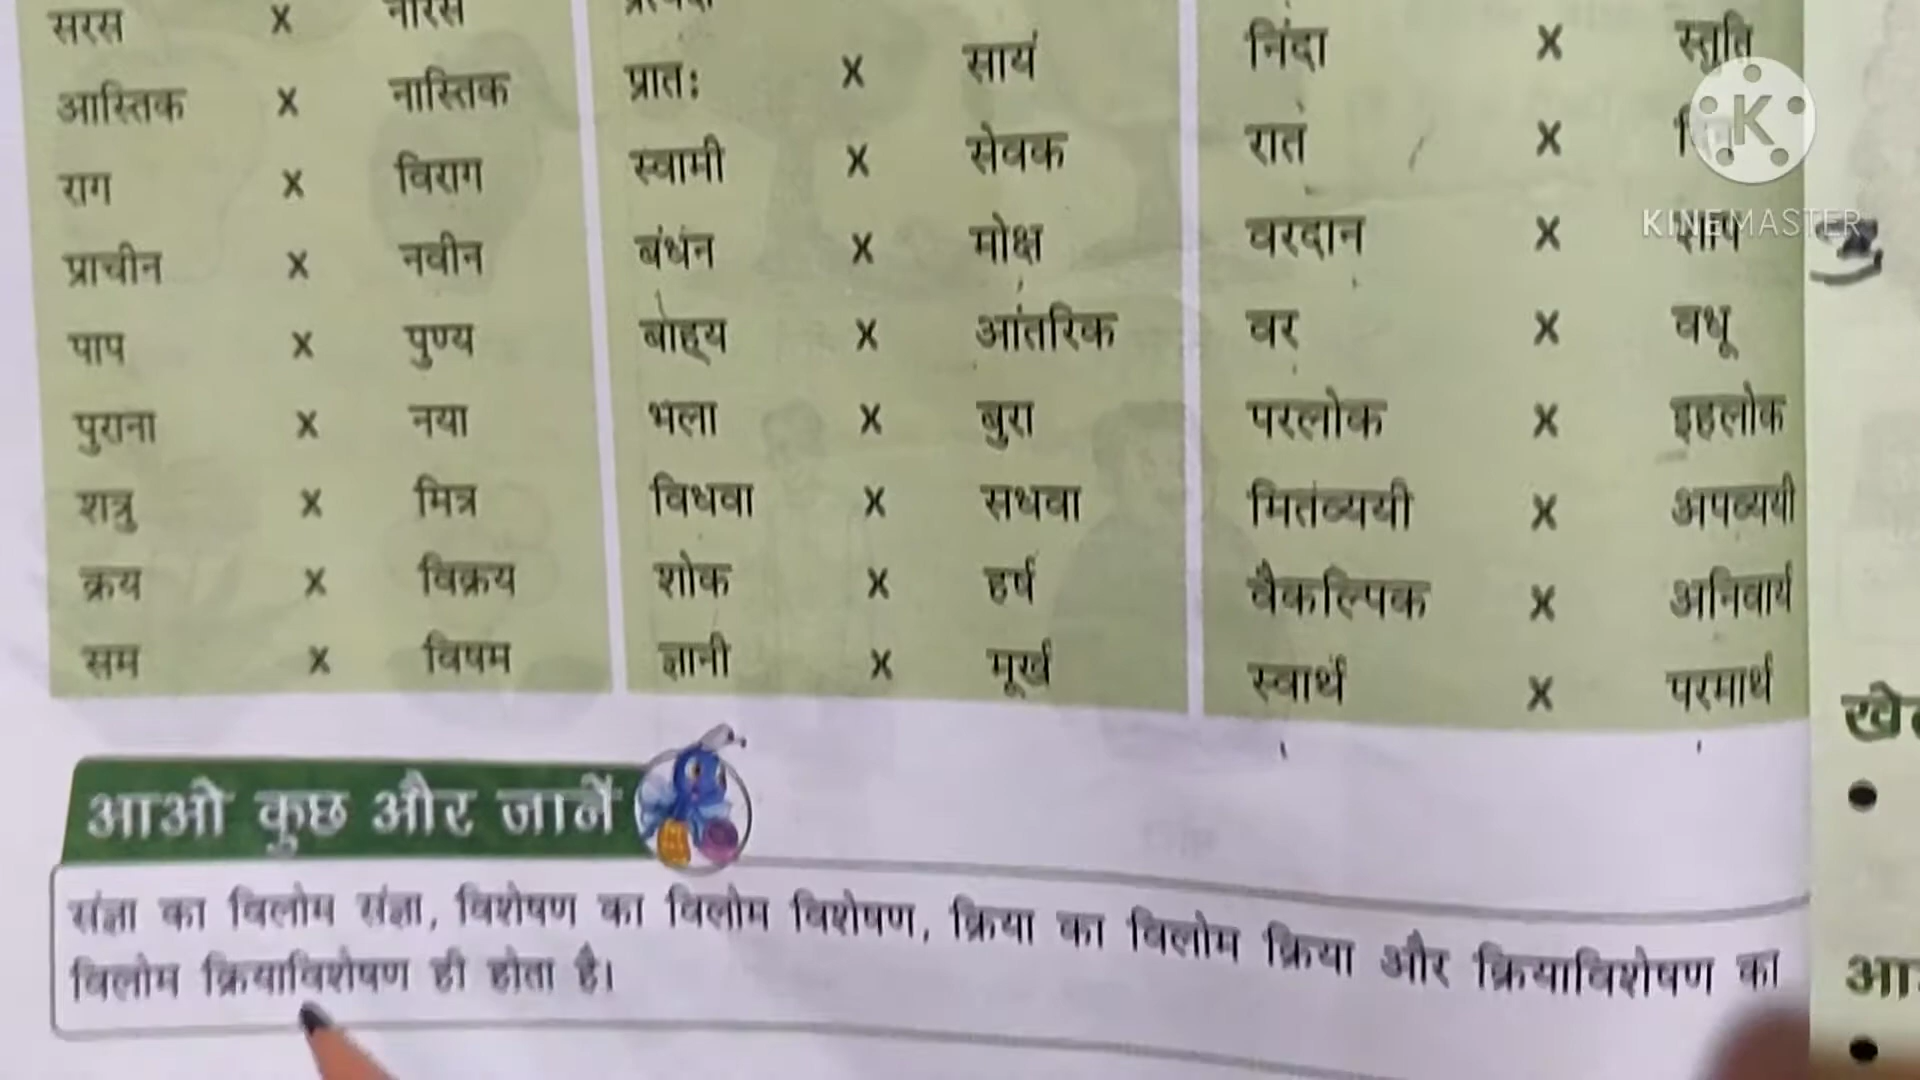 सरस x नीरस
आस्तिक x नास्तिक
राग x विराग
प्राचीन x नवीन
पाप x पुण्य
पुराना x नया
शत्रु x मित्र
क्रय x विक्रय
सम x विषम
प्रातः x सायं
स्वामी x सेवक
बंधन x मोक्ष
बाह्य x आंतरिक
भला x बुरा
विधवा x सधवा
शोक x हर्ष
ज्ञानी x मूर्ख
निंदा x स्तुति
रात x
वरदान x शाप
वर x वधू
परलोक x इहलोक
मितव्ययी x अपव्ययी
वैकल्पिक x अनिवार्य
स्वार्थ x परमार्थ
आओ कुछ और जानें
संज्ञा का विलोम संज्ञा, विशेषण का विलोम विशेषण, क्रिया का विलोम क्रिया और क्रियाविशेषण का
विलोम क्रियाविशेषण ही होता है।
K
KINEMASTER